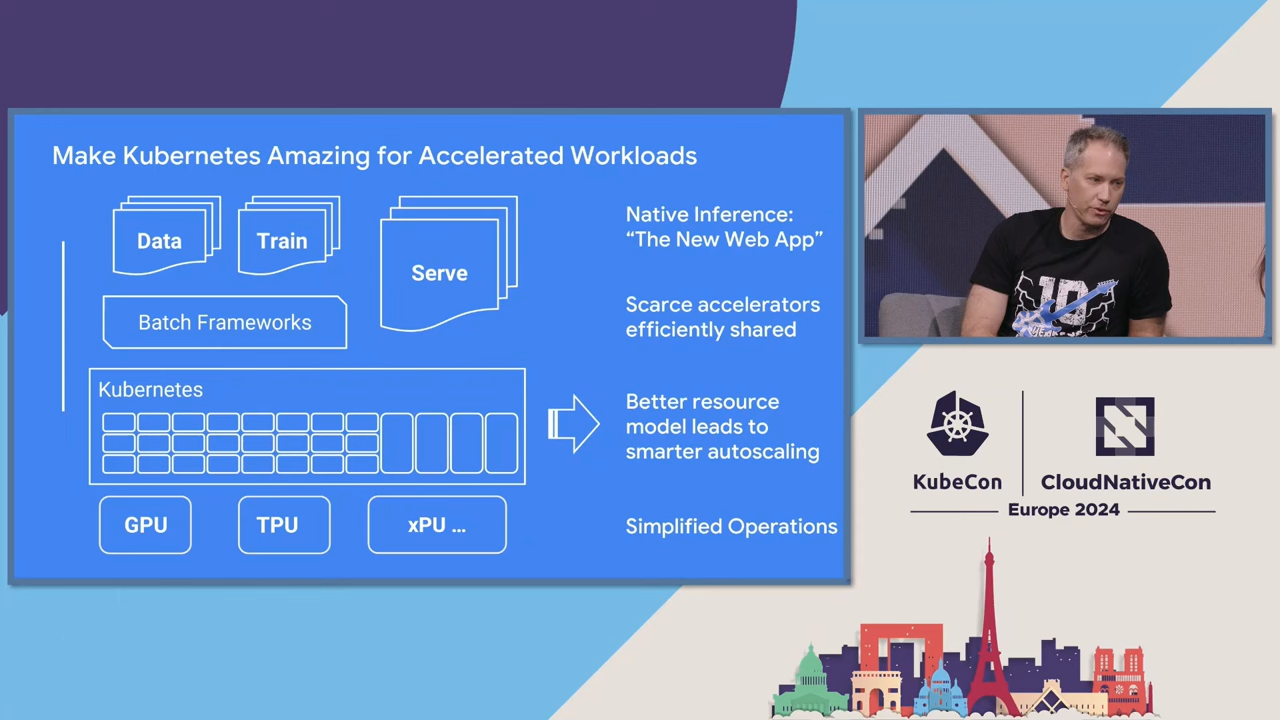 Make Kubernetes Amazing for Accelerated Workloads
Data
Train
Serve
Batch Frameworks
Kubernetes
GPU
TPU
xPU ...
Native Inference:
“The New Web App”
Scarce accelerators
efficiently shared
Better resource
model leads to
smarter autoscaling
Simplified Operations
10
KubeCon
CloudNativeCon
Europe 2024